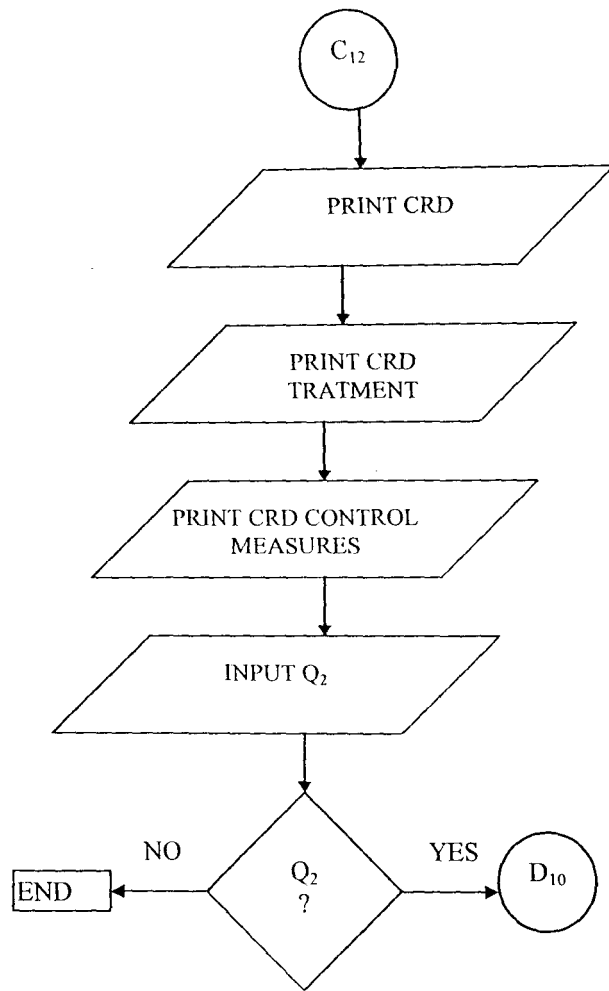 C₁₂
PRINT CRD
PRINT CRD
TRATMENT
PRINT CRD CONTROL
MEASURES
INPUT Q₂
NO
YES
END
Q₂
?
D₁₀